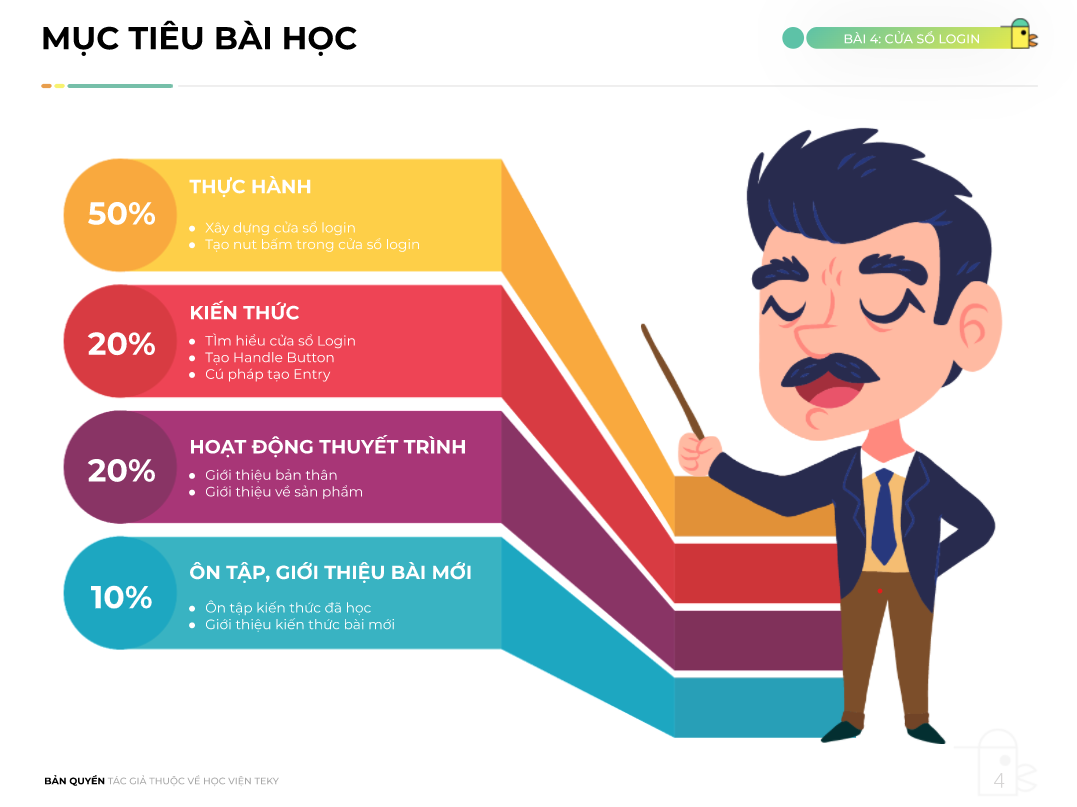 MỤC TIÊU BÀI HỌC
BÀI 4: CỬA SỔ LOGIN
50%
THỰC HÀNH
Xây dựng cửa sổ login
Tạo nút bấm trong cửa sổ login
20%
KIẾN THỨC
Tìm hiểu cửa sổ Login
Tạo Handle Button
Cú pháp tạo Entry
20%
HOẠT ĐỘNG THUYẾT TRÌNH
Giới thiệu bản thân
Giới thiệu về sản phẩm
10%
ÔN TẬP, GIỚI THIỆU BÀI MỚI
Ôn tập kiến thức đã học
Giới thiệu kiến thức bài mới
BẢN QUYỀN TÁC GIẢ THUỘC VỀ HỌC VIỆN TEKY
4